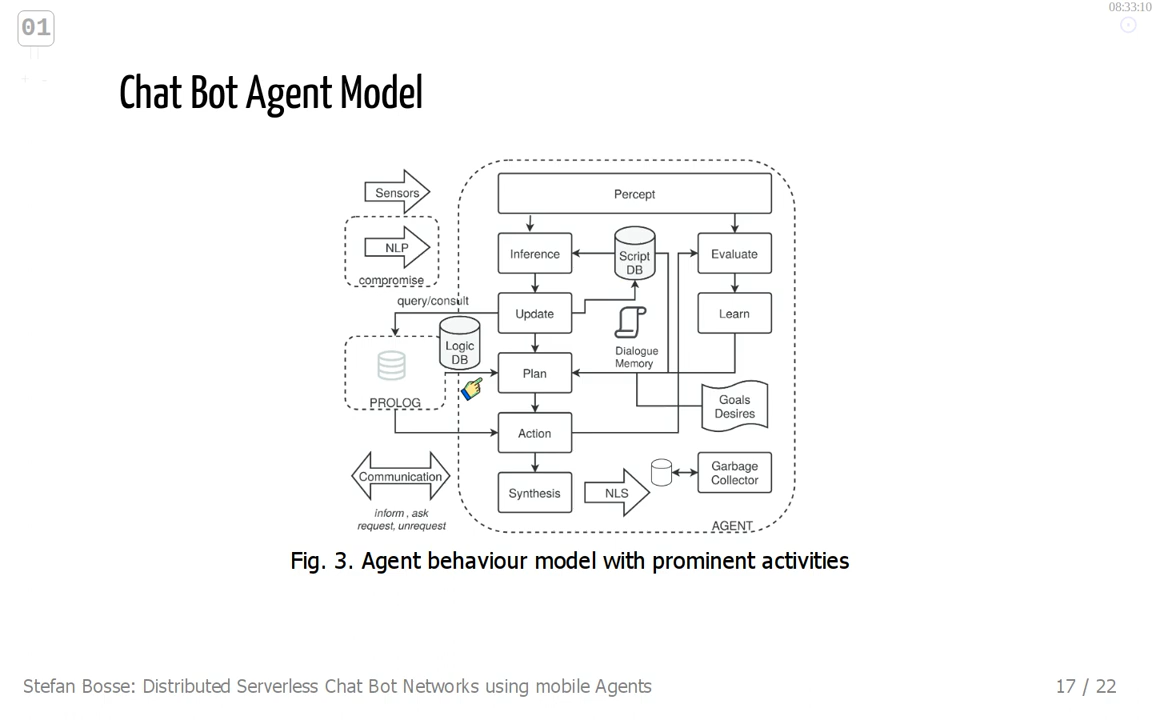 01
08:33:10
Chat Bot Agent Model
Sensors
NLP
compromise
query/consult
Logic
DB
PROLOG
Communication
inform , ask
request, unrequest
Percept
Inference
Script
DB
Evaluate
Update
Learn
Dialogue
Memory
Plan
Goals
Desires
Action
Synthesis
NLS
Garbage
Collector
AGENT
Fig. 3. Agent behaviour model with prominent activities
Stefan Bosse: Distributed Serverless Chat Bot Networks using mobile Agents
17 / 22